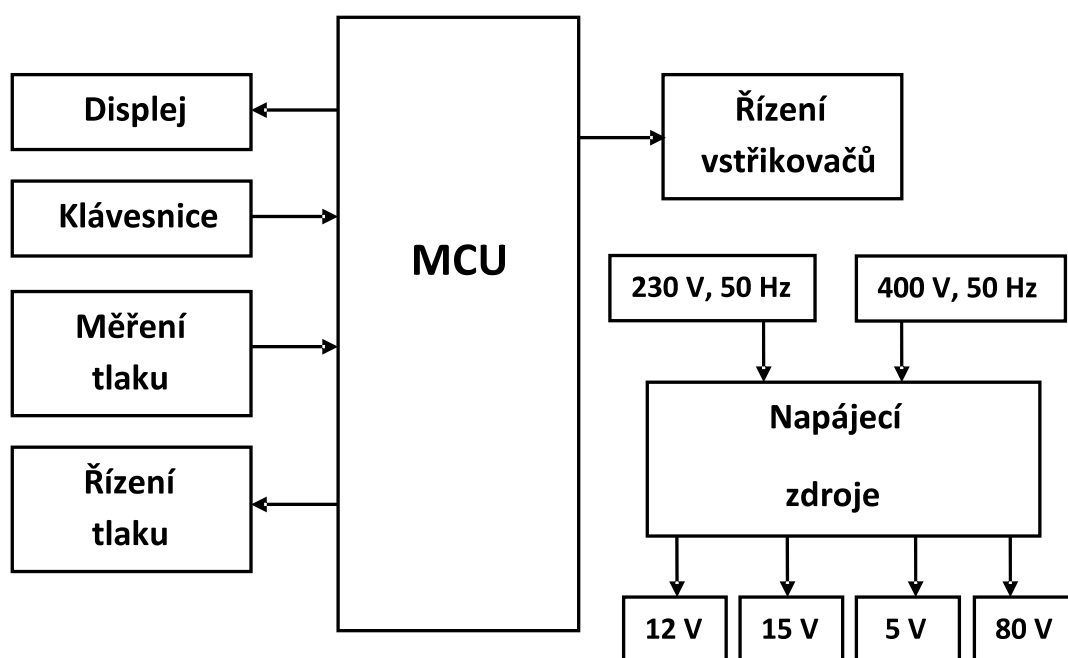 Displej
Klávesnice
Měření
tlaku
Řízení
tlaku
MCU
Řízení
vstřikovačů
230 V, 50 Hz
400 V, 50 Hz
Napájecí
zdroje
12 V
15 V
5 V
80 V